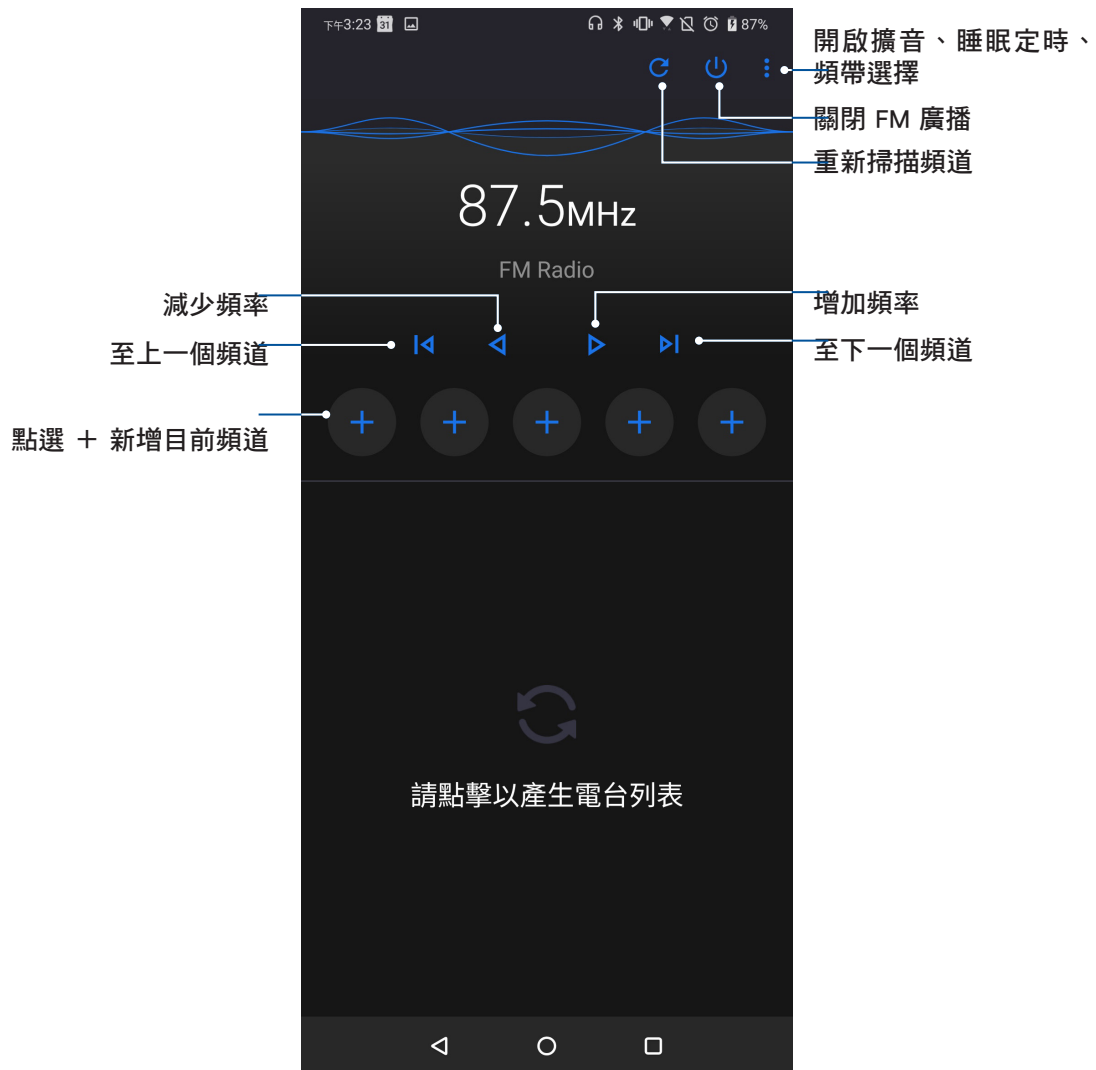 下午3:23 31 87%
開啟擴音、睡眠定時、
頻帶選擇
關閉 FM 廣播
重新掃描頻道
87.5MHz
FM Radio
減少頻率
增加頻率
至上一個頻道
至下一個頻道
點選 + 新增目前頻道
請點擊以產生電台列表